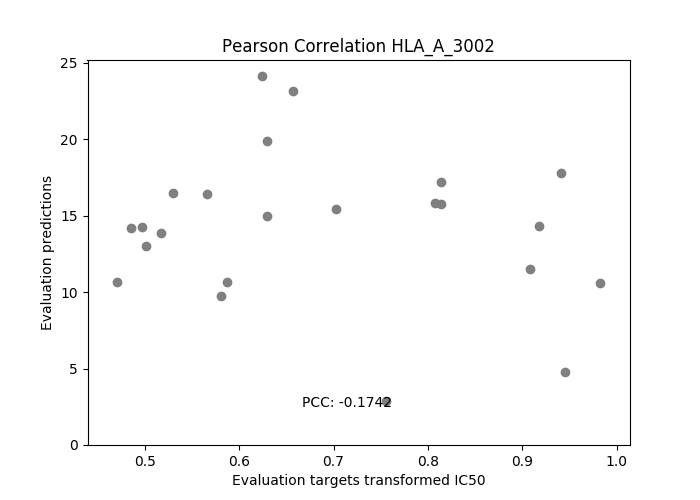 Pearson Correlation HLA_A_3002
25
20
15
10
5
0
Evaluation predictions
PCC: -0.1742
0.5 0.6 0.7 0.8 0.9 1.0
Evaluation targets transformed IC50